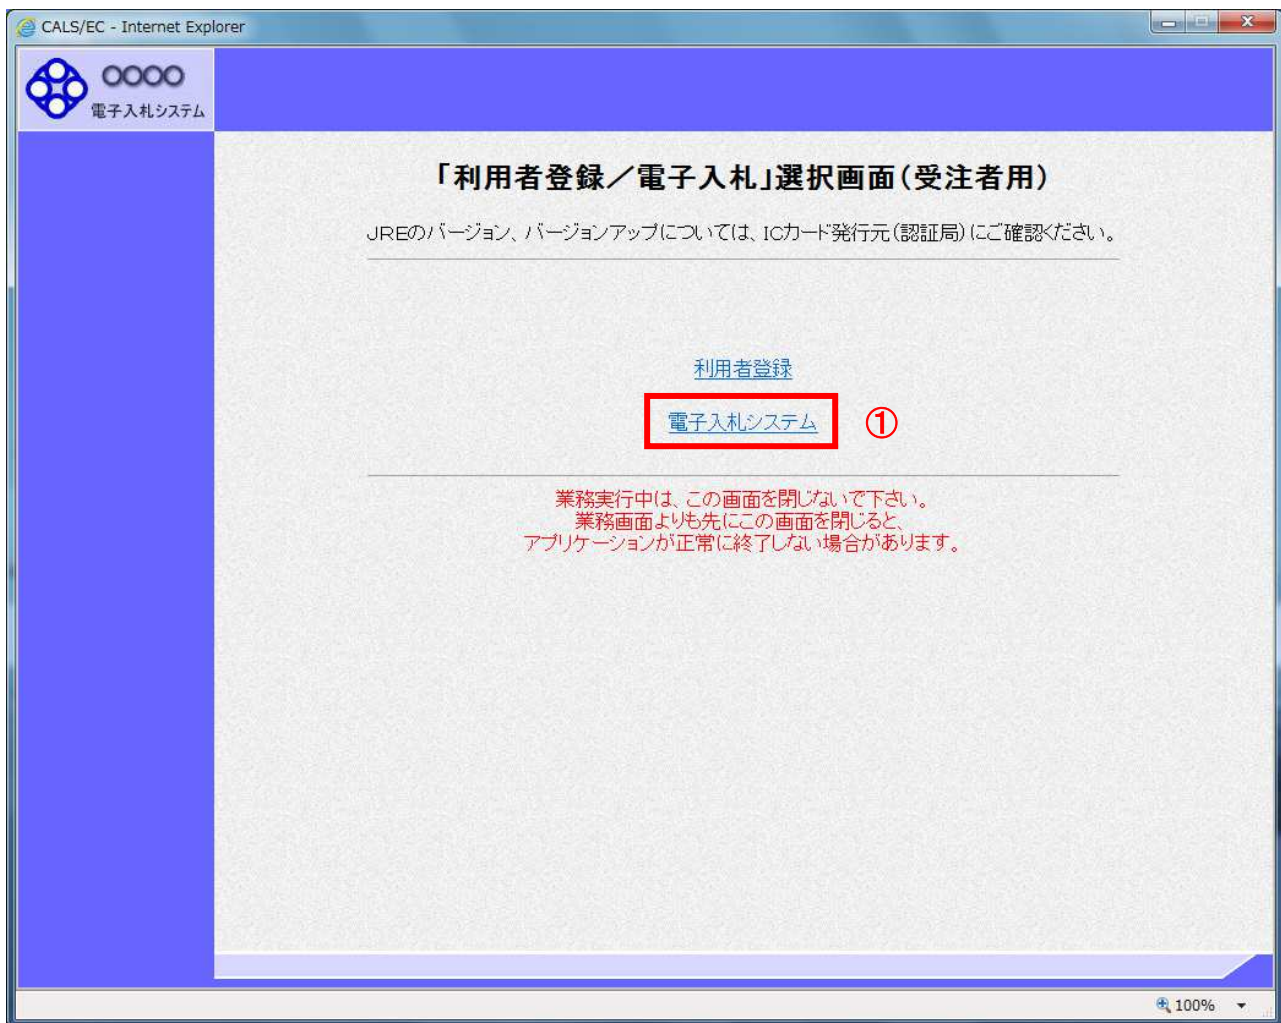 CALS/EC - Internet Explorer
〇〇〇〇
電子入札システム
「利用者登録／電子入札」選択画面（受注者用）
JREのバージョン、バージョンアップについては、ICカード発行元（認証局）にご確認ください。
利用者登録
電子入札システム ①
業務実行中は、この画面を閉じないで下さい。
業務画面よりも先にこの画面を閉じると、
アプリケーションが正常に終了しない場合があります。
100%